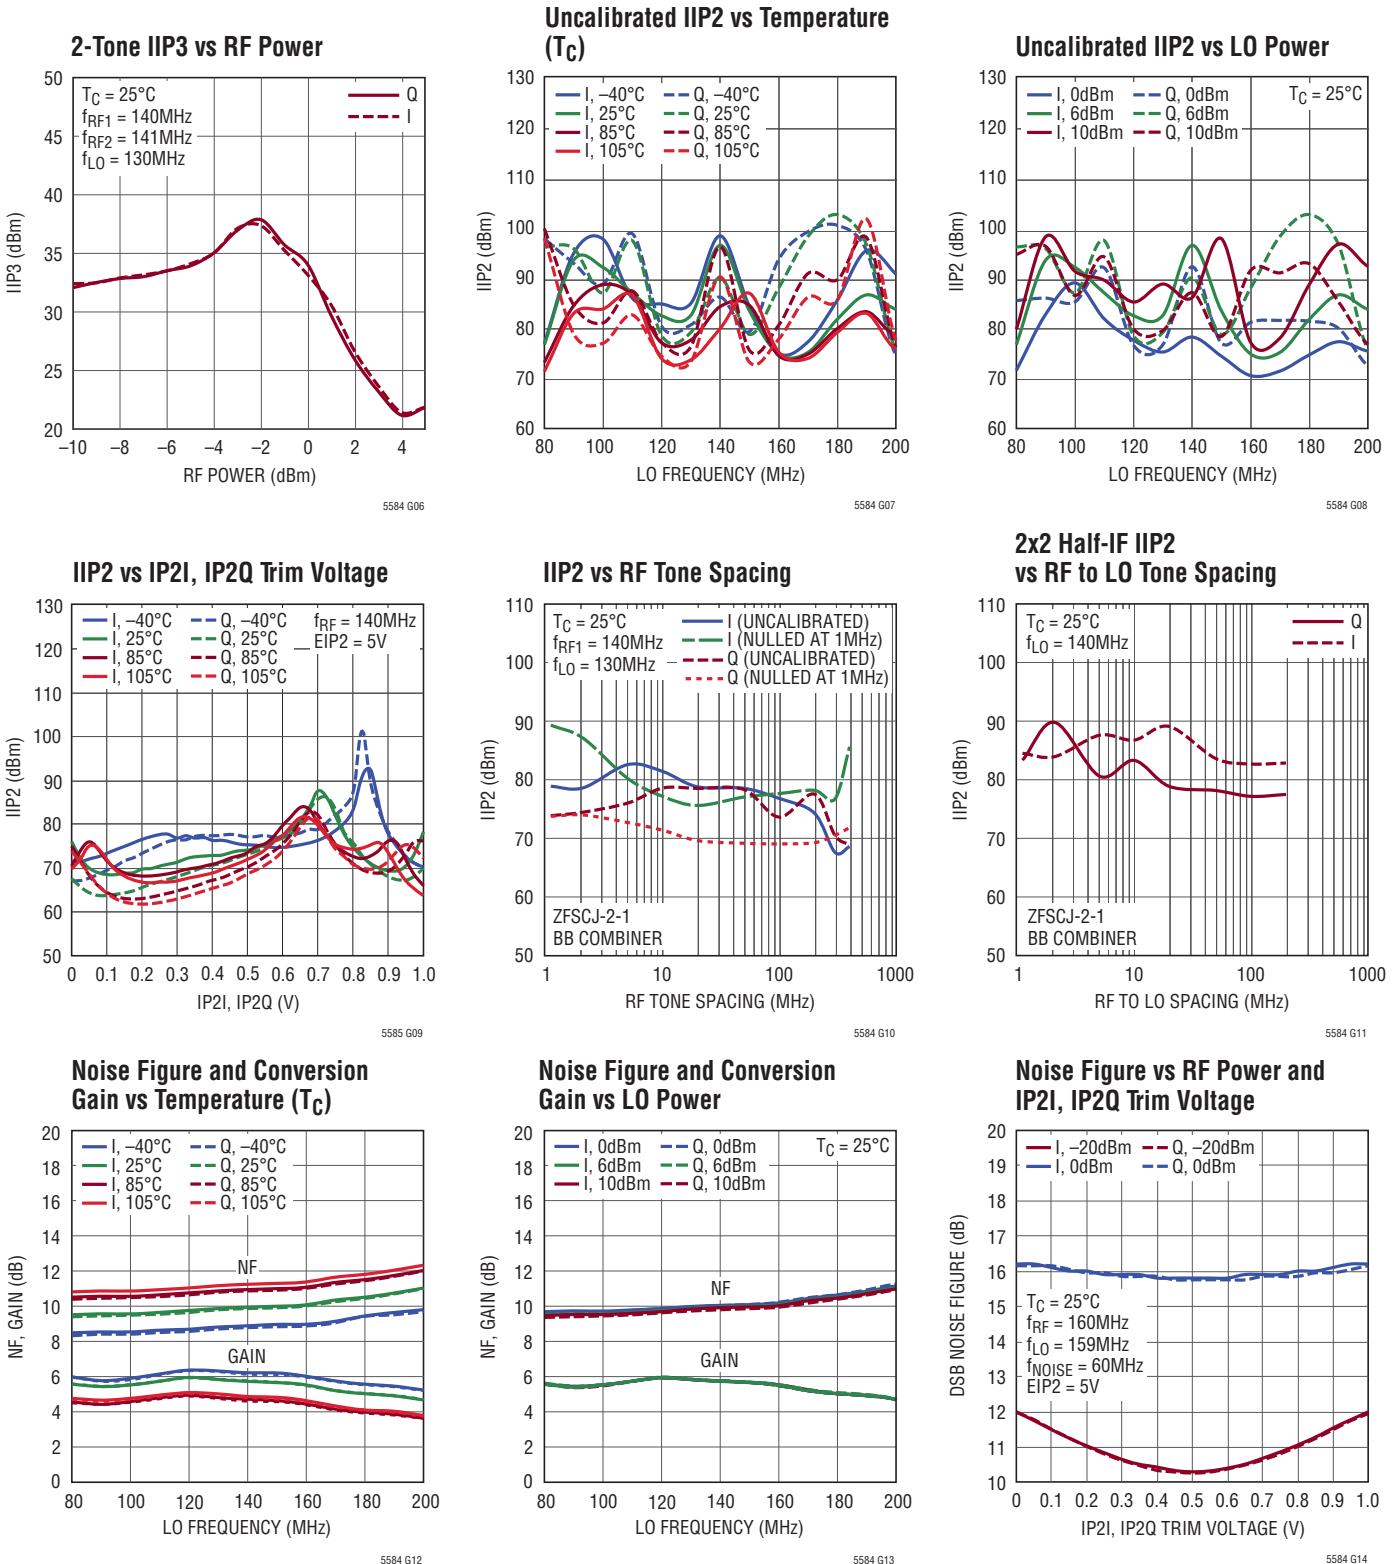 2-Tone IIP3 vs RF Power
50
45
40
35
30
25
20
IIP3 (dBm)
TC = 25°C
fRF1 = 140MHz
fRF2 = 141MHz
fLO = 130MHz
Q
I
–10 –8 –6 –4 –2 0 2 4
RF POWER (dBm)
5584 G06
Uncalibrated IIP2 vs Temperature
(TC)
130
120
110
100
90
80
70
60
IIP2 (dBm)
I, –40°C Q, –40°C
I, 25°C Q, 25°C
I, 85°C Q, 85°C
I, 105°C Q, 105°C
80 100 120 140 160 180 200
LO FREQUENCY (MHz)
5584 G07
Uncalibrated IIP2 vs LO Power
130
120
110
100
90
80
70
60
IIP2 (dBm)
I, 0dBm Q, 0dBm TC = 25°C
I, 6dBm Q, 6dBm
I, 10dBm Q, 10dBm
80 100 120 140 160 180 200
LO FREQUENCY (MHz)
5584 G08
IIP2 vs IP2I, IP2Q Trim Voltage
130
120
110
100
90
80
70
60
50
IIP2 (dBm)
I, –40°C Q, –40°C fRF = 140MHz
I, 25°C Q, 25°C EIP2 = 5V
I, 85°C Q, 85°C
I, 105°C Q, 105°C
0 0.1 0.2 0.3 0.4 0.5 0.6 0.7 0.8 0.9 1.0
IP2I, IP2Q (V)
5585 G09
IIP2 vs RF Tone Spacing
110
100
90
80
70
60
50
IIP2 (dBm)
TC = 25°C
fRF1 = 140MHz
fLO = 130MHz
I (UNCALIBRATED)
I (NULLED AT 1MHz)
Q (UNCALIBRATED)
Q (NULLED AT 1MHz)
ZFSCJ-2-1
BB COMBINER
1 10 100 1000
RF TONE SPACING (MHz)
5584 G10
2x2 Half-IF IIP2
vs RF to LO Tone Spacing
110
100
90
80
70
60
50
IIP2 (dBm)
TC = 25°C
fLO = 140MHz
Q
I
ZFSCJ-2-1
BB COMBINER
1 10 100 1000
RF TO LO SPACING (MHz)
5584 G11
Noise Figure and Conversion
Gain vs Temperature (TC)
20
18
16
14
12
10
8
6
4
2
0
NF, GAIN (dB)
I, –40°C Q, –40°C
I, 25°C Q, 25°C
I, 85°C Q, 85°C
I, 105°C Q, 105°C
NF
GAIN
80 100 120 140 160 180 200
LO FREQUENCY (MHz)
5584 G12
Noise Figure and Conversion
Gain vs LO Power
20
18
16
14
12
10
8
6
4
2
0
NF, GAIN (dB)
I, 0dBm Q, 0dBm TC = 25°C
I, 6dBm Q, 6dBm
I, 10dBm Q, 10dBm
NF
GAIN
80 100 120 140 160 180 200
LO FREQUENCY (MHz)
5584 G13
Noise Figure vs RF Power and
IP2I, IP2Q Trim Voltage
20
19
18
17
16
15
14
13
12
11
10
DSB NOISE FIGURE (dB)
I, –20dBm Q, –20dBm
I, 0dBm Q, 0dBm
TC = 25°C
fRF = 160MHz
fLO = 159MHz
fNOISE = 60MHz
EIP2 = 5V
0 0.1 0.2 0.3 0.4 0.5 0.6 0.7 0.8 0.9 1.0
IP2I, IP2Q TRIM VOLTAGE (V)
5584 G14